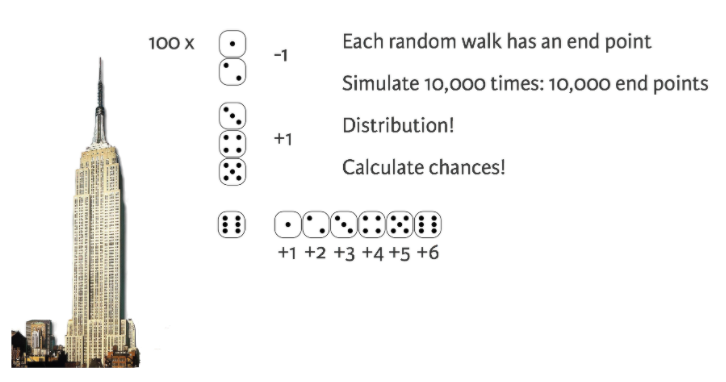 100 x
-1
+1
+1 +2 +3 +4 +5 +6
Each random walk has an end point
Simulate 10,000 times: 10,000 end points
Distribution!
Calculate chances!